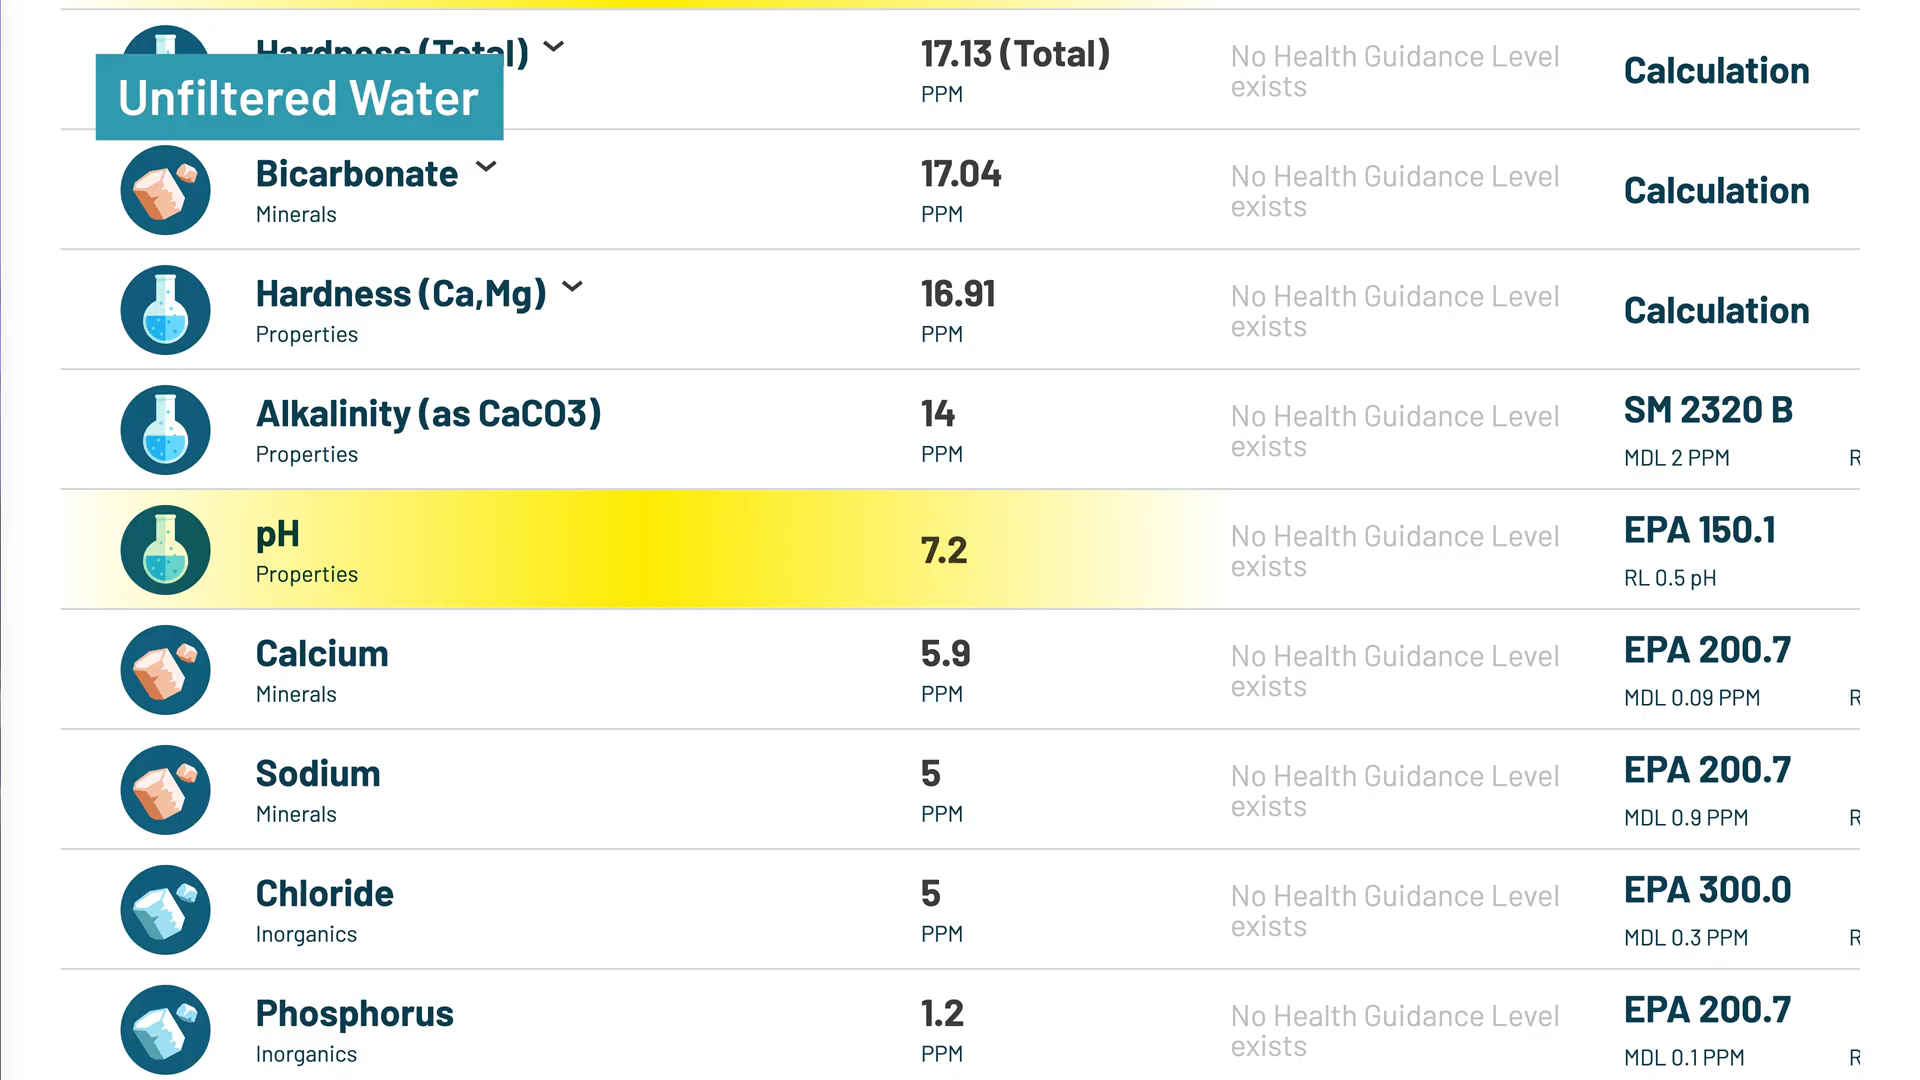 Hardness (Total)
17.13 (Total)
PPM
No Health Guidance Level
exists
Calculation
Unfiltered Water
Bicarbonate
Minerals
17.04
PPM
No Health Guidance Level
exists
Calculation
Hardness (Ca,Mg)
Properties
16.91
PPM
No Health Guidance Level
exists
Calculation
Alkalinity (as CaCO3)
Properties
14
PPM
No Health Guidance Level
exists
SM 2320 B
MDL 2 PPM
R
pH
Properties
7.2
No Health Guidance Level
exists
EPA 150.1
RL 0.5 pH
Calcium
Minerals
5.9
PPM
No Health Guidance Level
exists
EPA 200.7
MDL 0.09 PPM
R
Sodium
Minerals
5
PPM
No Health Guidance Level
exists
EPA 200.7
MDL 0.9 PPM
R
Chloride
Inorganics
5
PPM
No Health Guidance Level
exists
EPA 300.0
MDL 0.3 PPM
R
Phosphorus
Inorganics
1.2
PPM
No Health Guidance Level
exists
EPA 200.7
MDL 0.1 PPM
R